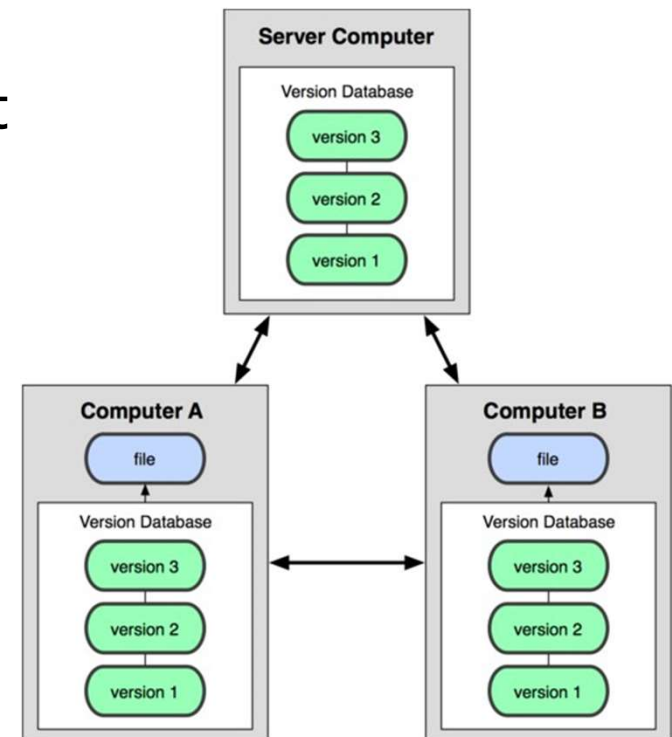 t
Server Computer
Version Database
version 3
version 2
version 1
Computer A
file
Version Database
version 3
version 2
version 1
Computer B
file
Version Database
version 3
version 2
version 1